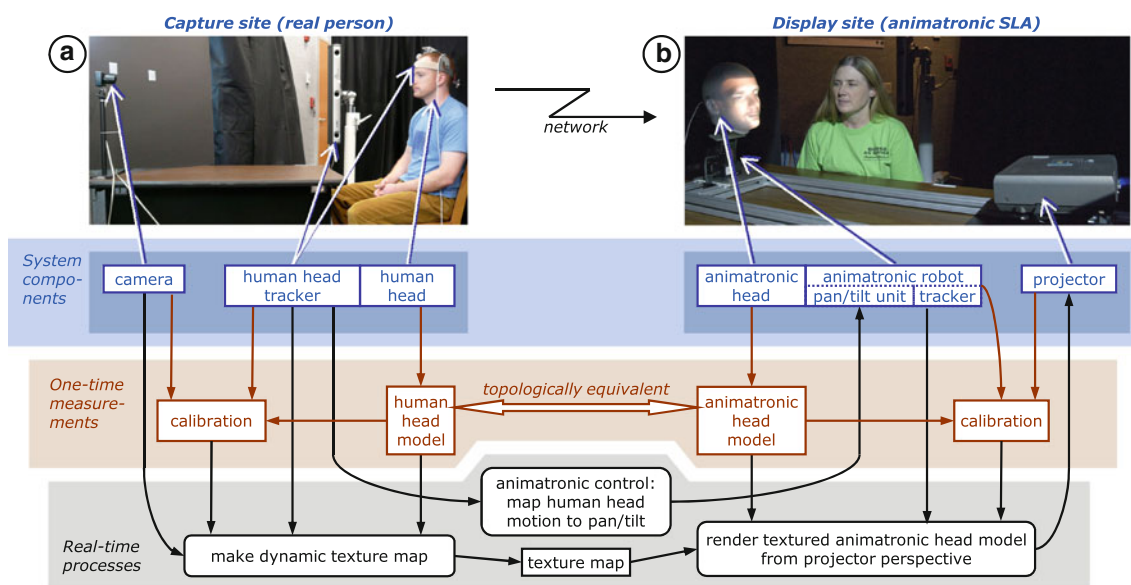 Capture site (real person)
Display site (animatronic SLA)
a
b
network
System
compo-
nents
camera
human head
tracker
human
head
animatronic
head
animatronic robot
pan/tilt unit
tracker
projector
One-time
measure-
ments
calibration
human
head
model
topologically equivalent
animatronic
head
model
calibration
animatronic control:
map human head
motion to pan/tilt
Real-time
processes
make dynamic texture map
texture map
render textured animatronic head model
from projector perspective